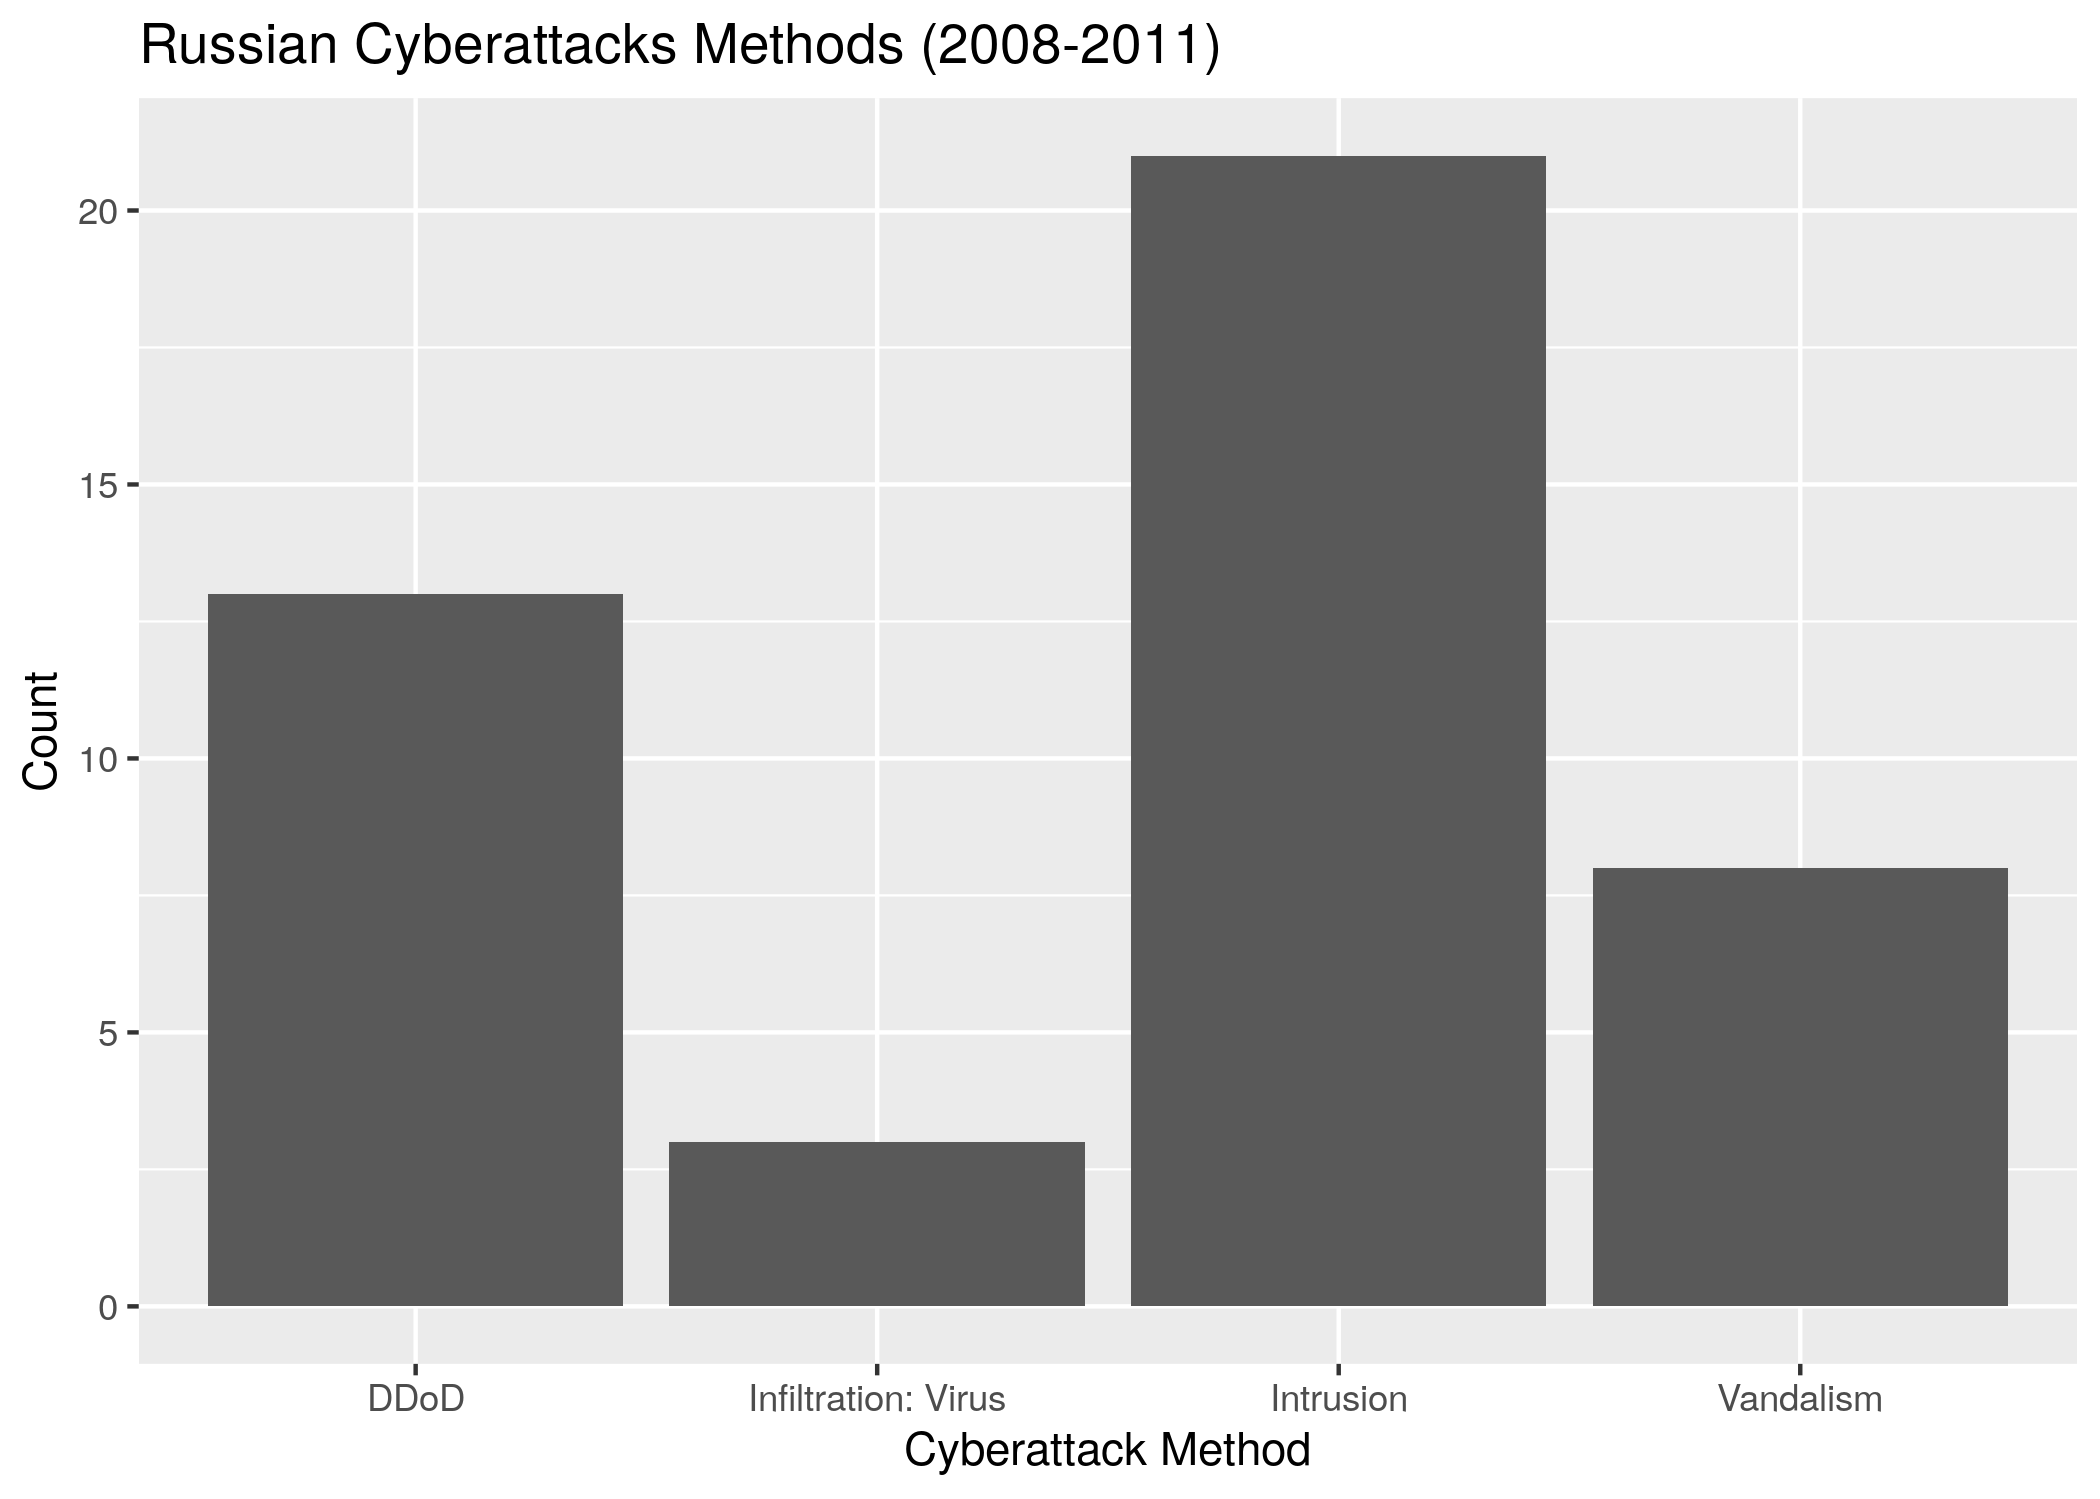 Russian Cyberattacks Methods (2008-2011)
20
15
10
5
0
Count
DDoD
Infiltration: Virus
Intrusion
Vandalism
Cyberattack Method